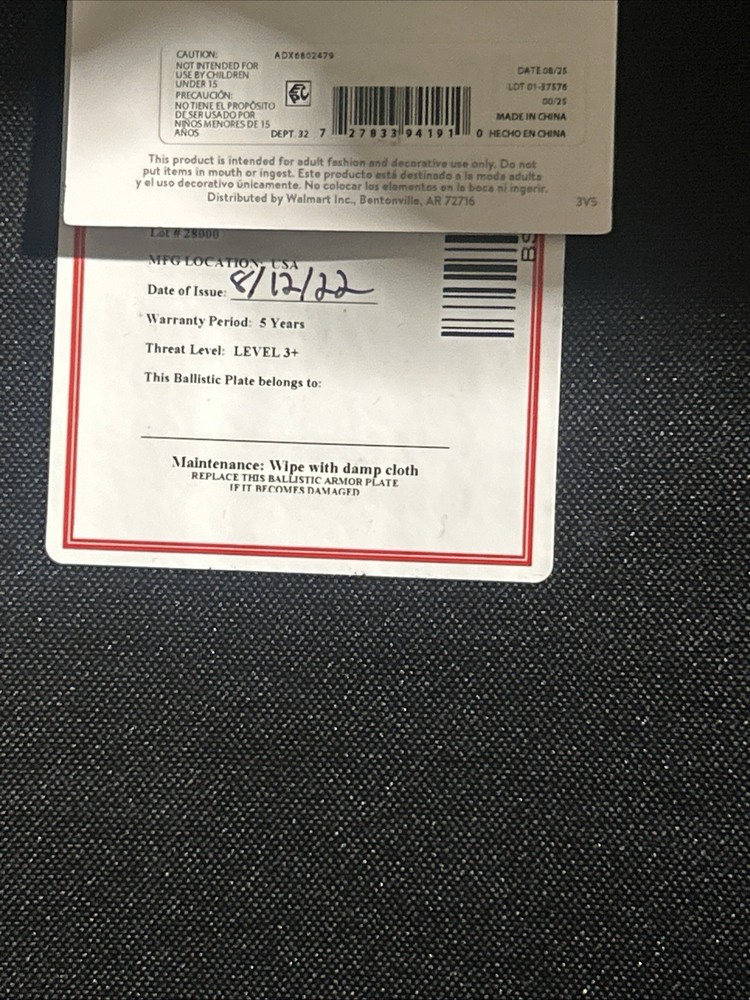 CAUTION:
NOT INTENDED FOR
USE BY CHILDREN
UNDER 15
PRECAUCIÓN:
NO TIENE EL PROPÓSITO
DE SER USADO POR
NIÑOS MENORES DE 15
AÑOS
ADX6802479
DEPT. 32
7 27833 94191 0
DATE 08/25
LOT 01-37576
00/25
MADE IN CHINA
HECHO EN CHINA
This product is intended for adult fashion and decorative use only. Do not
put items in mouth or ingest. Este producto está destinado a la moda adulta
y el uso decorativo únicamente. No colocar los elementos en la boca ni ingerir.
Distributed by Walmart Inc., Bentonville, AR 72716
3V5
Lot # 28000
MFG LOCATION: USA
Date of Issue: 8/12/22
Warranty Period: 5 Years
Threat Level: LEVEL 3+
This Ballistic Plate belongs to:
Maintenance: Wipe with damp cloth
REPLACE THIS BALLISTIC ARMOR PLATE
IF IT BECOMES DAMAGED